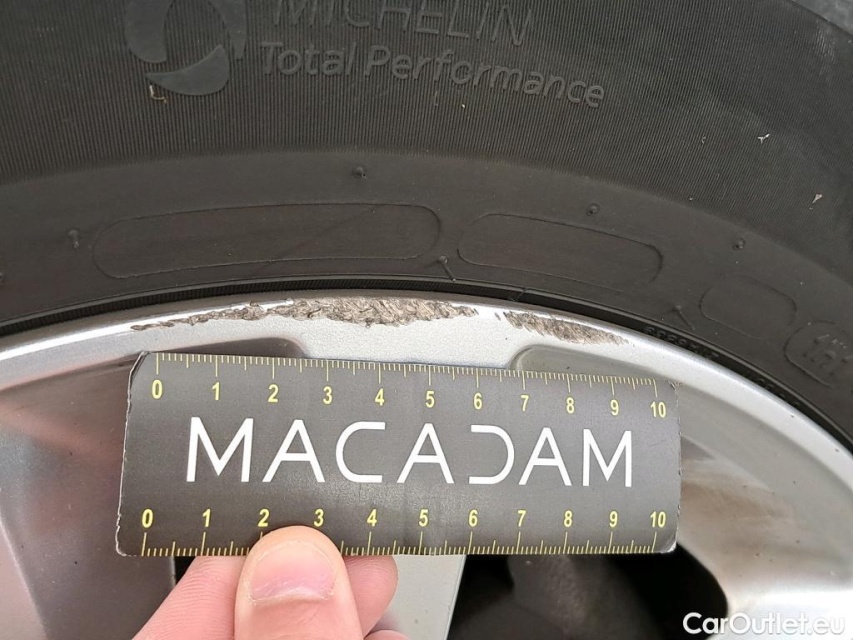 MICHELIN
Total Performance
0 1 2 3 4 5 6 7 8 9 10
MACADAM
0 1 2 3 4 5 6 7 8 9 10
CarOutlet.eu